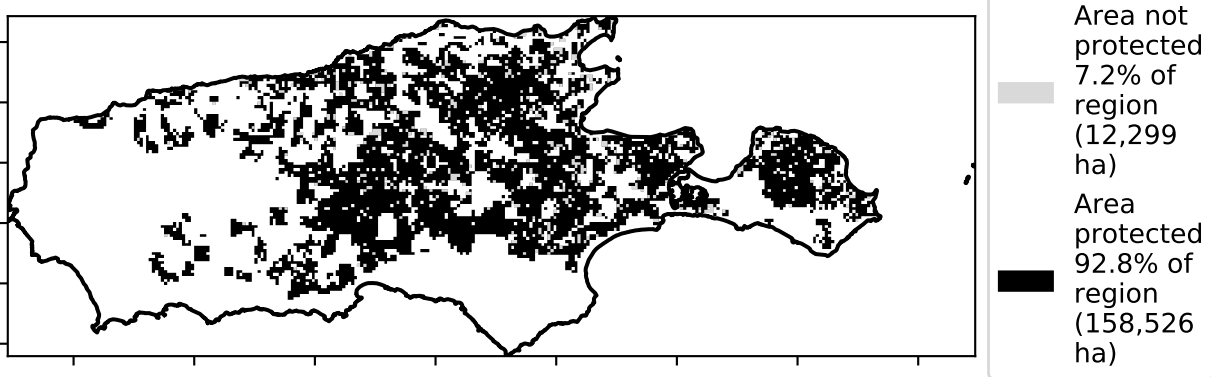 Area not
protected
7.2% of
region
(12,299
ha)
Area
protected
92.8% of
region
(158,526
ha)